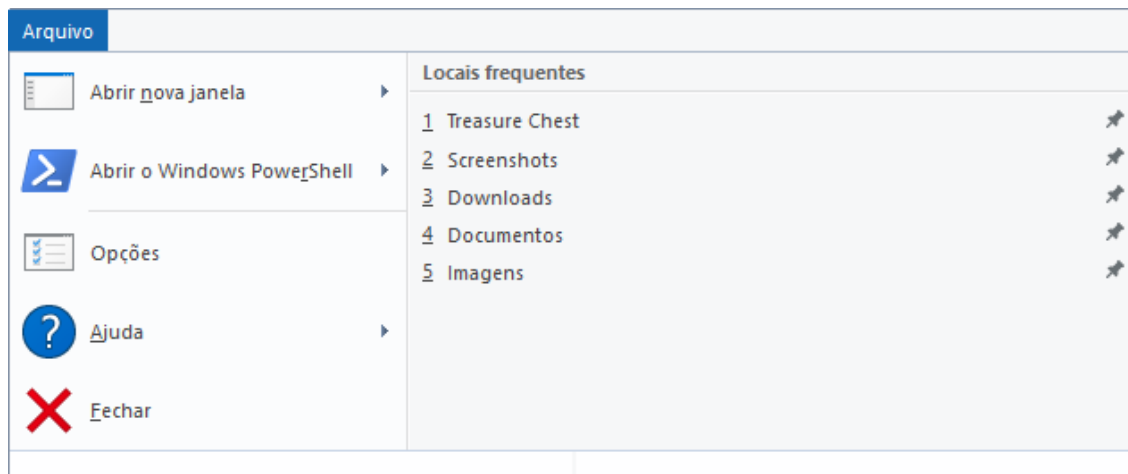 Arquivo
Abrir nova janela
Abrir o Windows PowerShell
Opções
Ajuda
Fechar
Locais frequentes
1 Treasure Chest
2 Screenshots
3 Downloads
4 Documentos
5 Imagens